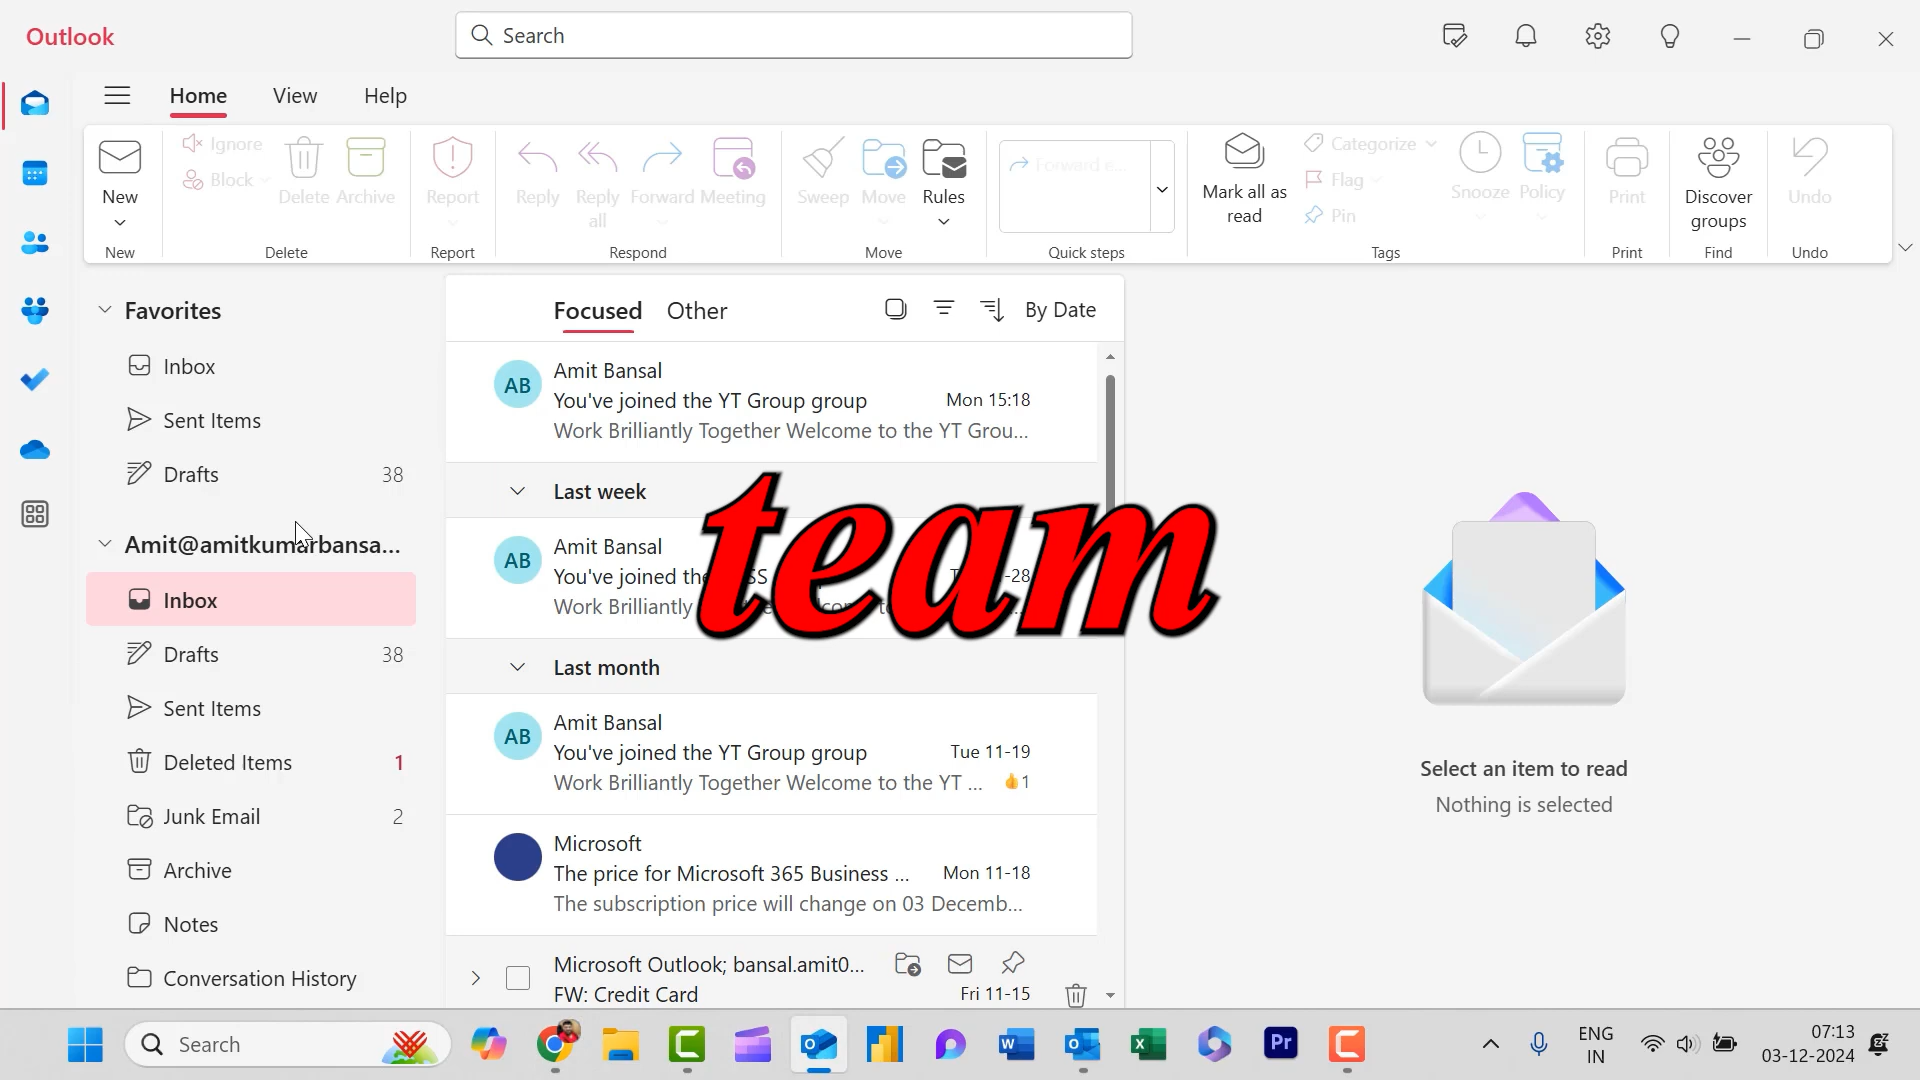 Outlook
Search
Home
View
Help
New
Ignore
Block
Delete
Archive
Report
Reply
Reply all
Forward
Meeting
Sweep
Move
Rules
Forward e...
Mark all as read
Categorize
Flag
Pin
Snooze
Policy
Print
Discover groups
Undo
New
Delete
Report
Respond
Move
Quick steps
Tags
Print
Find
Undo
Favorites
Inbox
Sent Items
Drafts 38
Amit@amitkumarbansa...
Inbox
Drafts 38
Sent Items
Deleted Items 1
Junk Email 2
Archive
Notes
Conversation History
Focused
Other
By Date
AB
Amit Bansal
You've joined the YT Group group Mon 15:18
Work Brilliantly Together Welcome to the YT Grou...
Last week
AB
Amit Bansal
You've joined the
Work Brilliantly
team
Last month
AB
Amit Bansal
You've joined the YT Group group Tue 11-19
Work Brilliantly Together Welcome to the YT ... 👍1
Microsoft
The price for Microsoft 365 Business ... Mon 11-18
The subscription price will change on 03 Decemb...
Microsoft Outlook; bansal.amit0...
FW: Credit Card Fri 11-15
Select an item to read
Nothing is selected
Search
Pr
ENG
IN
07:13
03-12-2024